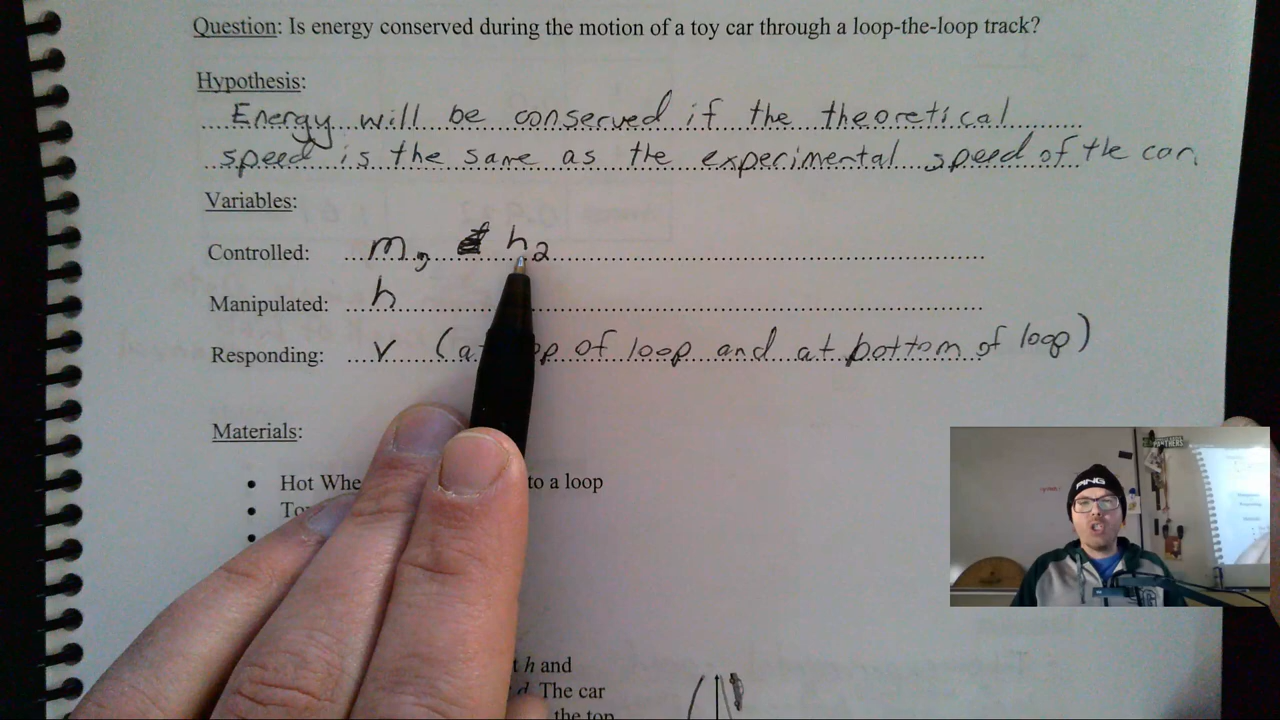 Question: Is energy conserved during the motion of a toy car through a loop-the-loop track?
Hypothesis:
Energy will be conserved if the theoretical
speed is the same as the experimental speed of the car.
Variables:
Controlled: m, h2
Manipulated: h
Responding: v (at of loop and at bottom of loop)
Materials:
• Hot to a loop
h and
d. The car
the top
PING